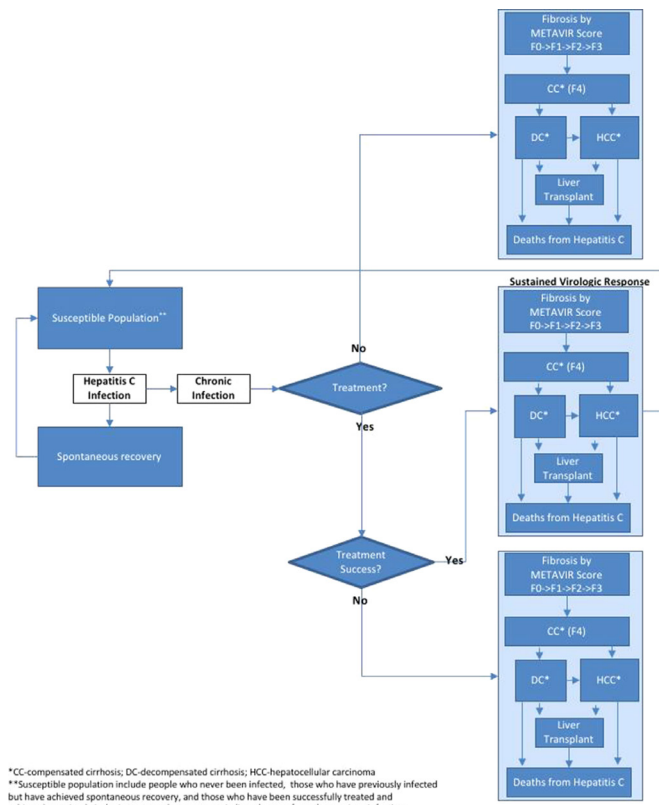 Fibrosis by
METAVIR Score
F0->F1->F2->F3
CC* (F4)
DC*
HCC*
Liver
Transplant
Deaths from Hepatitis C
Sustained Virologic Response
Susceptible Population**
Fibrosis by
METAVIR Score
F0->F1->F2->F3
No
CC* (F4)
Hepatitis C
Infection
Chronic
Infection
Treatment?
DC*
HCC*
Yes
Spontaneous recovery
Liver
Transplant
Deaths from Hepatitis C
Treatment
Success?
Yes
No
Fibrosis by
METAVIR Score
F0->F1->F2->F3
CC* (F4)
DC*
HCC*
Liver
Transplant
Deaths from Hepatitis C
*CC-compensated cirrhosis; DC-decompensated cirrhosis; HCC-hepatocellular carcinoma
**Susceptible population include people who never been infected, those who have previously infected
but have achieved spontaneous recovery, and those who have been successfully treated and